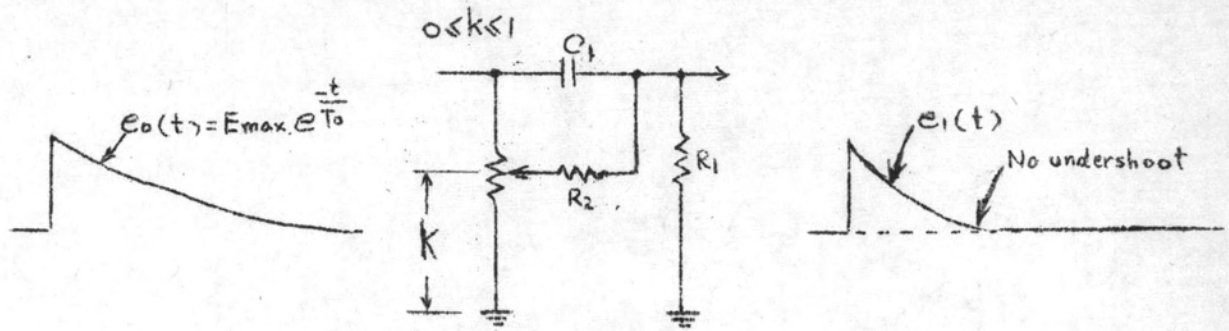 0≤k≤1
C1
e0(t)=Emax. e^-t/T0
R2
R1
K
e1(t)
No undershoot